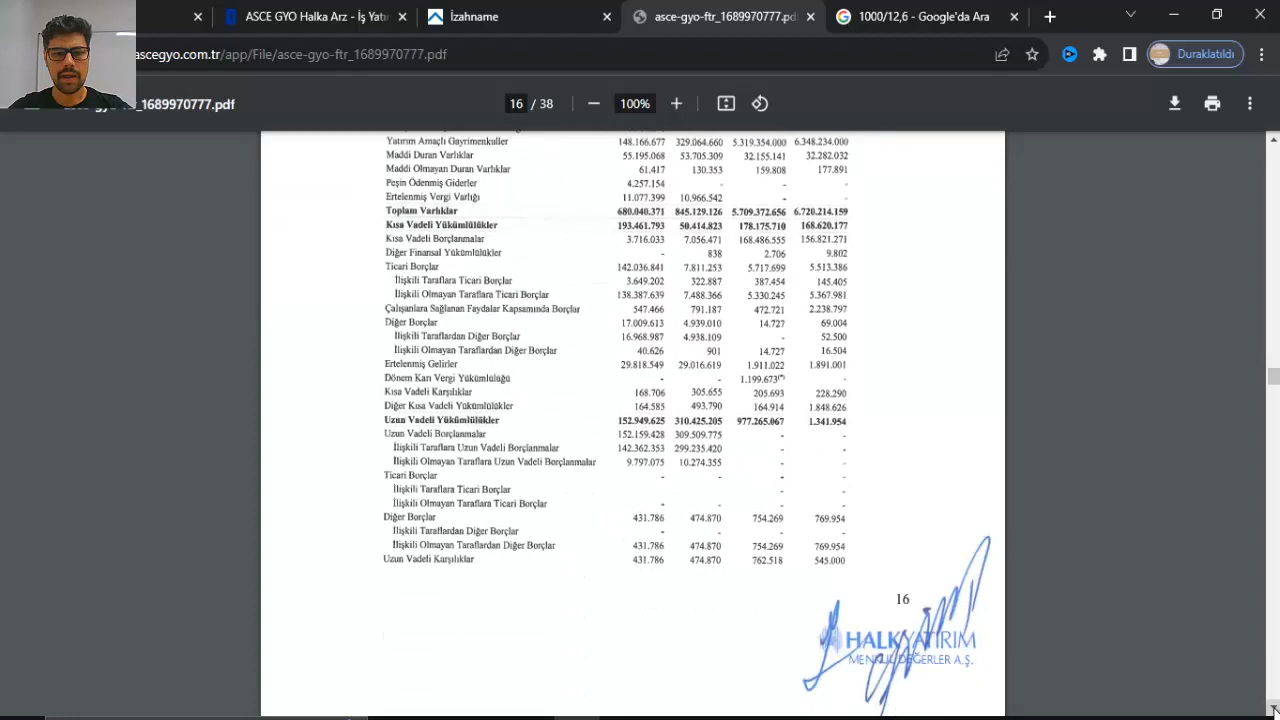 ASCE GYO Halka Arz - İş Yatır
İzahname
asce-gyo-ftr_1689970777.pdf
1000/12,6 - Google'da Ara
ascegyo.com.tr/app/File/asce-gyo-ftr_1689970777.pdf
Duraklatıldı
_1689970777.pdf
16 / 38
100%
Yatırım Amaçlı Gayrimenkuller 148.166.677 329.064.660 5.319.354.000 6.348.234.000
Maddi Duran Varlıklar 55.195.068 53.705.309 32.155.141 32.282.032
Maddi Olmayan Duran Varlıklar 61.417 130.353 159.808 177.891
Peşin Ödenmiş Giderler 4.257.154 - - -
Ertelenmiş Vergi Varlığı 11.077.399 10.966.542 - -
Toplam Varlıklar 680.040.371 845.129.126 5.709.372.656 6.720.214.159
Kısa Vadeli Yükümlülükler 193.461.793 50.414.823 178.175.710 168.620.177
Kısa Vadeli Borçlanmalar 3.716.033 7.056.471 168.486.555 156.821.271
Diğer Finansal Yükümlülükler - 838 2.706 9.802
Ticari Borçlar 142.036.841 7.811.253 5.717.699 5.513.386
İlişkili Taraflara Ticari Borçlar 3.649.202 322.887 387.454 145.405
İlişkili Olmayan Taraflara Ticari Borçlar 138.387.639 7.488.366 5.330.245 5.367.981
Çalışanlara Sağlanan Faydalar Kapsamında Borçlar 547.466 791.187 472.721 2.238.797
Diğer Borçlar 17.009.613 4.939.010 14.727 69.004
İlişkili Taraflardan Diğer Borçlar 16.968.987 4.938.109 - 52.500
İlişkili Olmayan Taraflardan Diğer Borçlar 40.626 901 14.727 16.504
Ertelenmiş Gelirler 29.818.549 29.016.619 1.911.022 1.891.001
Dönem Karı Vergi Yükümlülüğü - - 1.199.673(*) -
Kısa Vadeli Karşılıklar 168.706 305.655 205.693 228.290
Diğer Kısa Vadeli Yükümlülükler 164.585 493.790 164.914 1.848.626
Uzun Vadeli Yükümlülükler 152.949.625 310.425.205 977.265.067 1.341.954
Uzun Vadeli Borçlanmalar 152.159.428 309.509.775 - -
İlişkili Taraflara Uzun Vadeli Borçlanmalar 142.362.353 299.235.420 - -
İlişkili Olmayan Taraflara Uzun Vadeli Borçlanmalar 9.797.075 10.274.355 - -
Ticari Borçlar - - - -
İlişkili Taraflara Ticari Borçlar - -
İlişkili Olmayan Taraflara Ticari Borçlar - - - -
Diğer Borçlar 431.786 474.870 754.269 769.954
İlişkili Taraflardan Diğer Borçlar - - - -
İlişkili Olmayan Taraflardan Diğer Borçlar 431.786 474.870 754.269 769.954
Uzun Vadeli Karşılıklar 431.786 474.870 762.518 545.000
16
HALK YATIRIM
MENKUL DEĞERLER A.Ş.